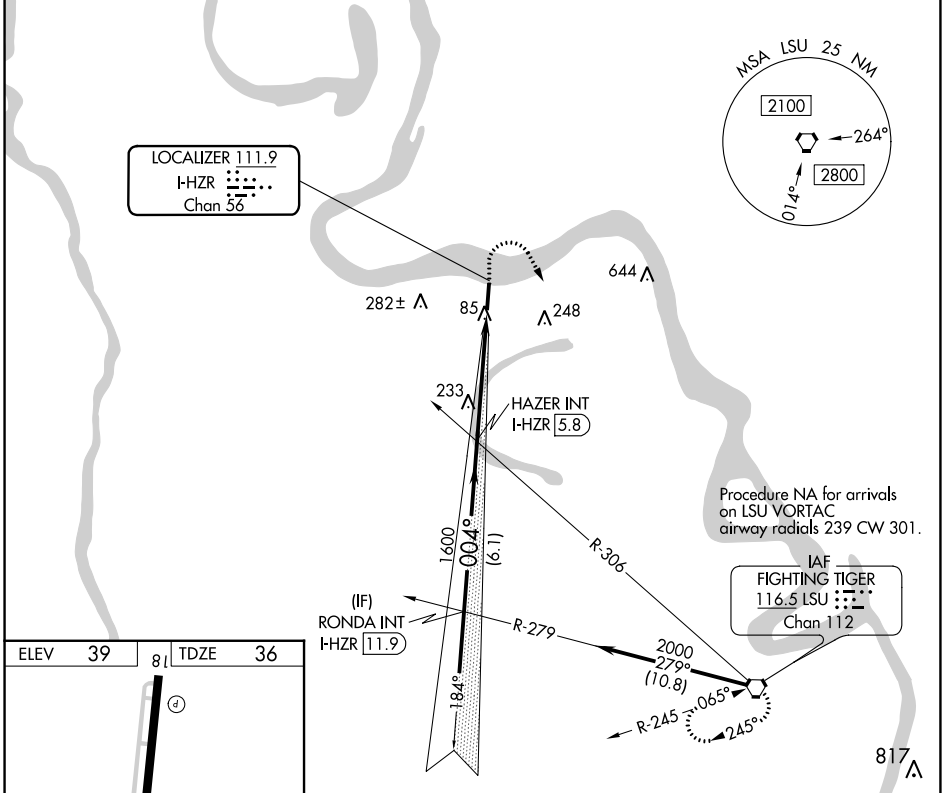 MSA LSU 25 NM
2100
264°
2800
014°
LOCALIZER 111.9
I-HZR
Chan 56
644
282±
85
248
233
HAZER INT
I-HZR 5.8
Procedure NA for arrivals
on LSU VORTAC
airway radials 239 CW 301.
1600
004°
(6.1)
R-306
IAF
FIGHTING TIGER
116.5 LSU
Chan 112
(IF)
RONDA INT
I-HZR 11.9
R-279
2000
279°
(10.8)
184°
R-245
065°
245°
817
ELEV 39
18
TDZE 36
P